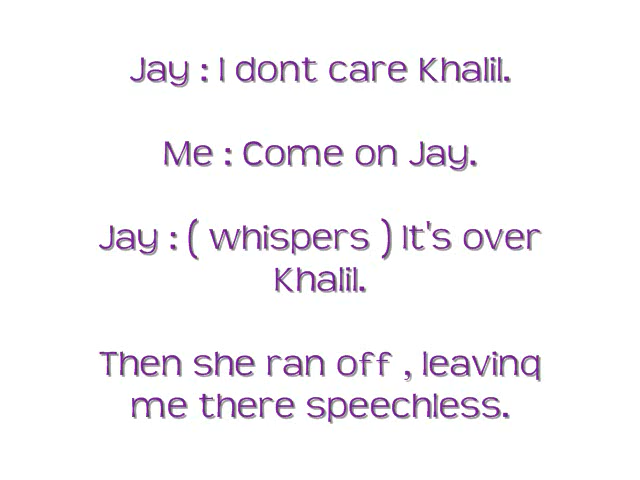 Jay : I dont care Khalil.
Me : Come on Jay.
Jay : ( whispers ) It's over
Khalil.
Then she ran off , leaving
me there speechless.